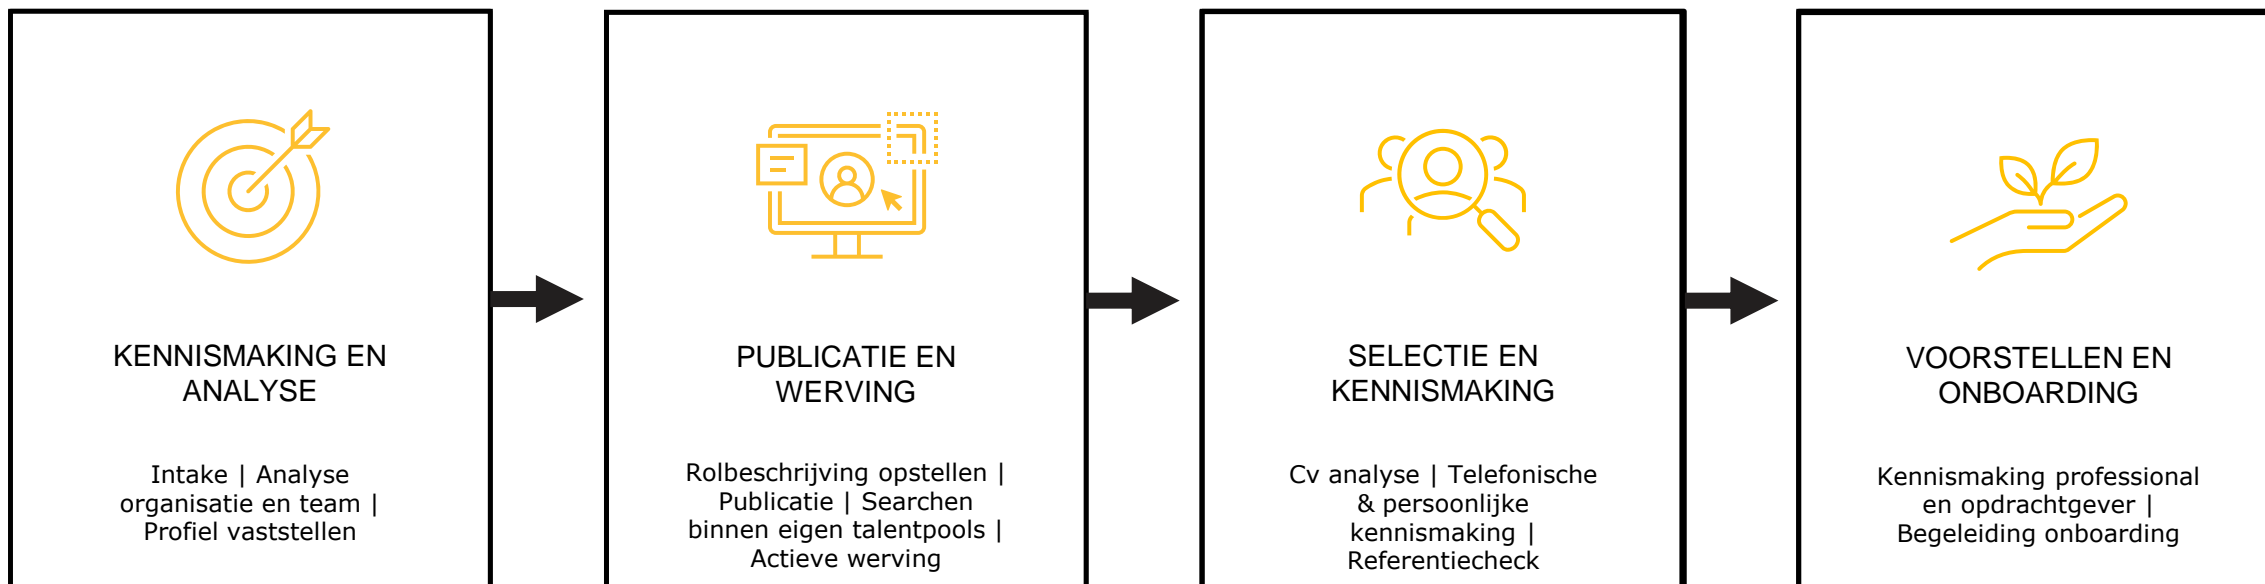 KENNISMAKING EN
ANALYSE
Intake | Analyse
organisatie en team |
Profiel vaststellen
PUBLICATIE EN
WERVING
Rolbeschrijving opstellen |
Publicatie | Searchen
binnen eigen talentpools |
Actieve werving
SELECTIE EN
KENNISMAKING
Cv analyse | Telefonische
& persoonlijke
kennismaking |
Referentiecheck
VOORSTELLEN EN
ONBOARDING
Kennismaking professional
en opdrachtgever |
Begeleiding onboarding